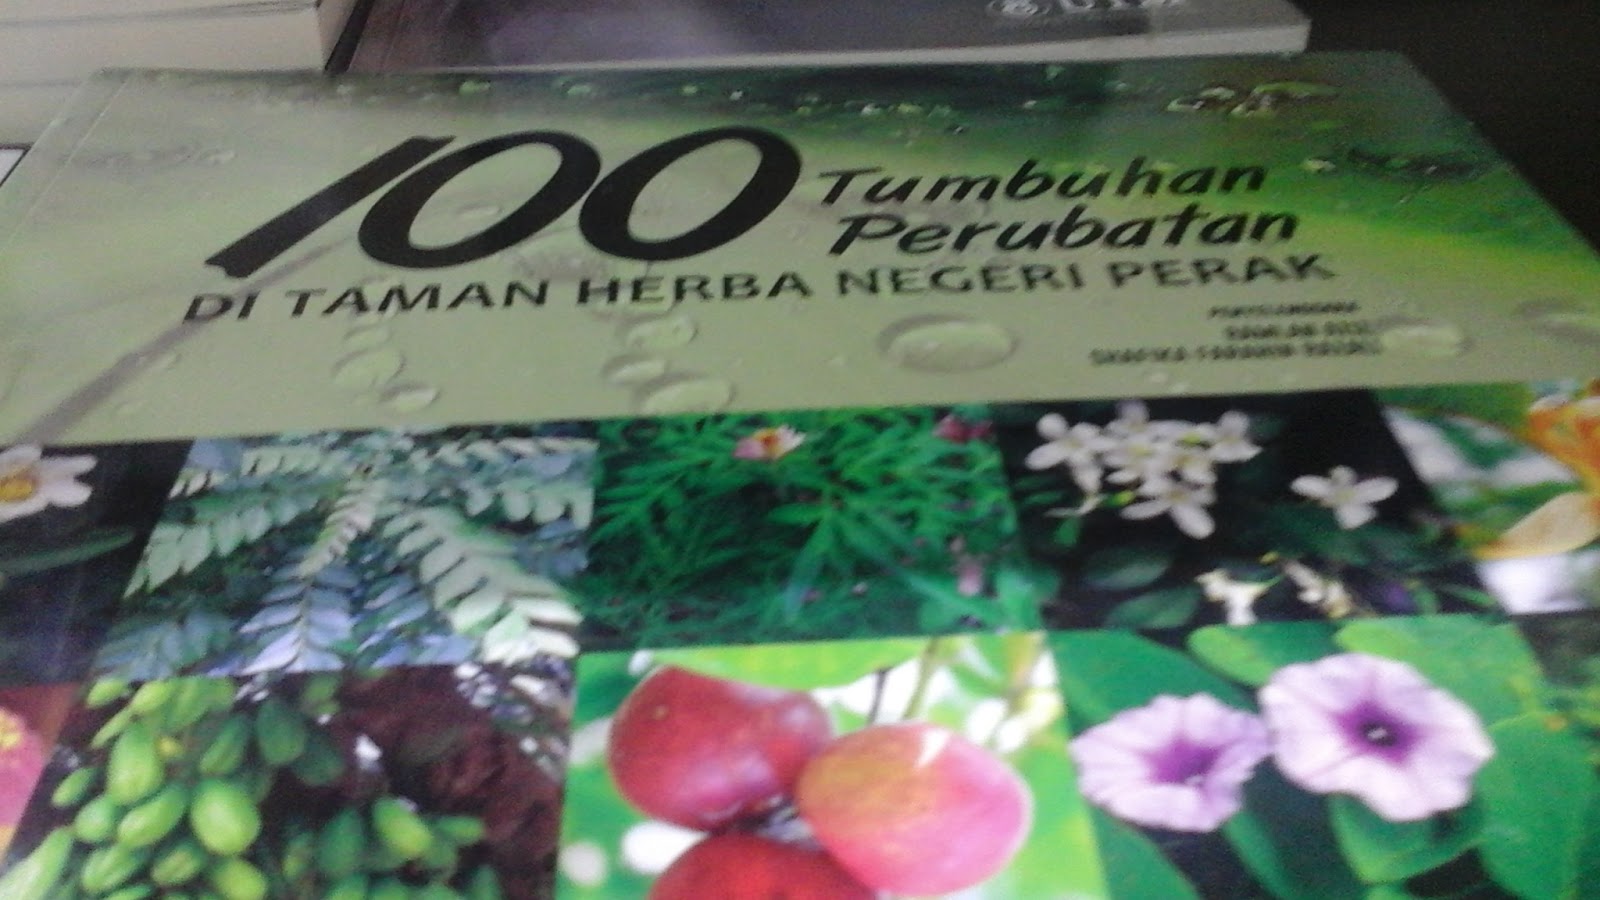 100 Tumbuhan
Perubatan
DI TAMAN HERBA NEGERI PERAK